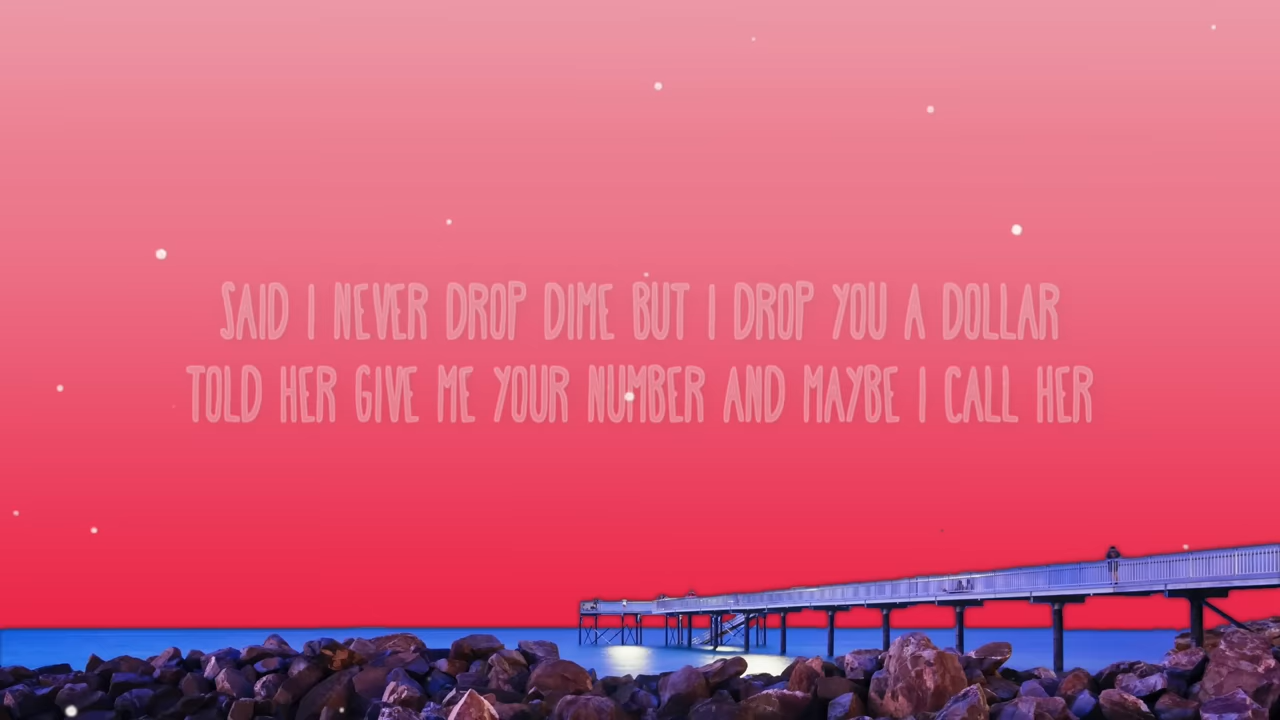 SAID I NEVER DROP DIME BUT I DROP YOU A DOLLAR
TOLD HER GIVE ME YOUR NUMBER AND MAYBE I CALL HER